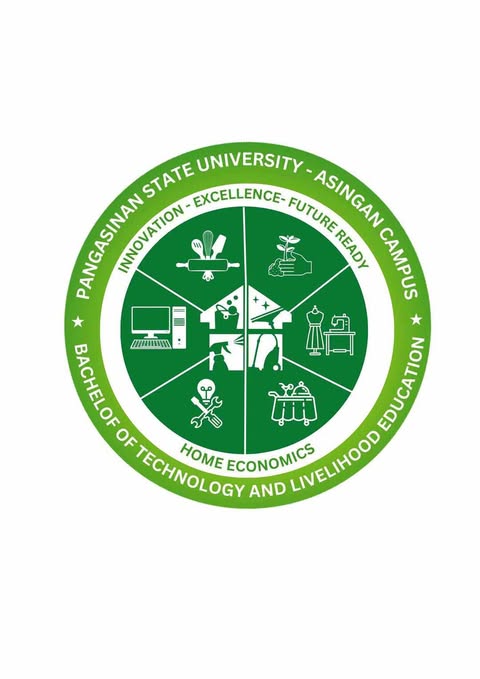 PANGASINAN STATE UNIVERSITY - ASINGAN CAMPUS
INNOVATION - EXCELLENCE- FUTURE READY
HOME ECONOMICS
BACHELOF OF TECHNOLOGY AND LIVELIHOOD EDUCATION